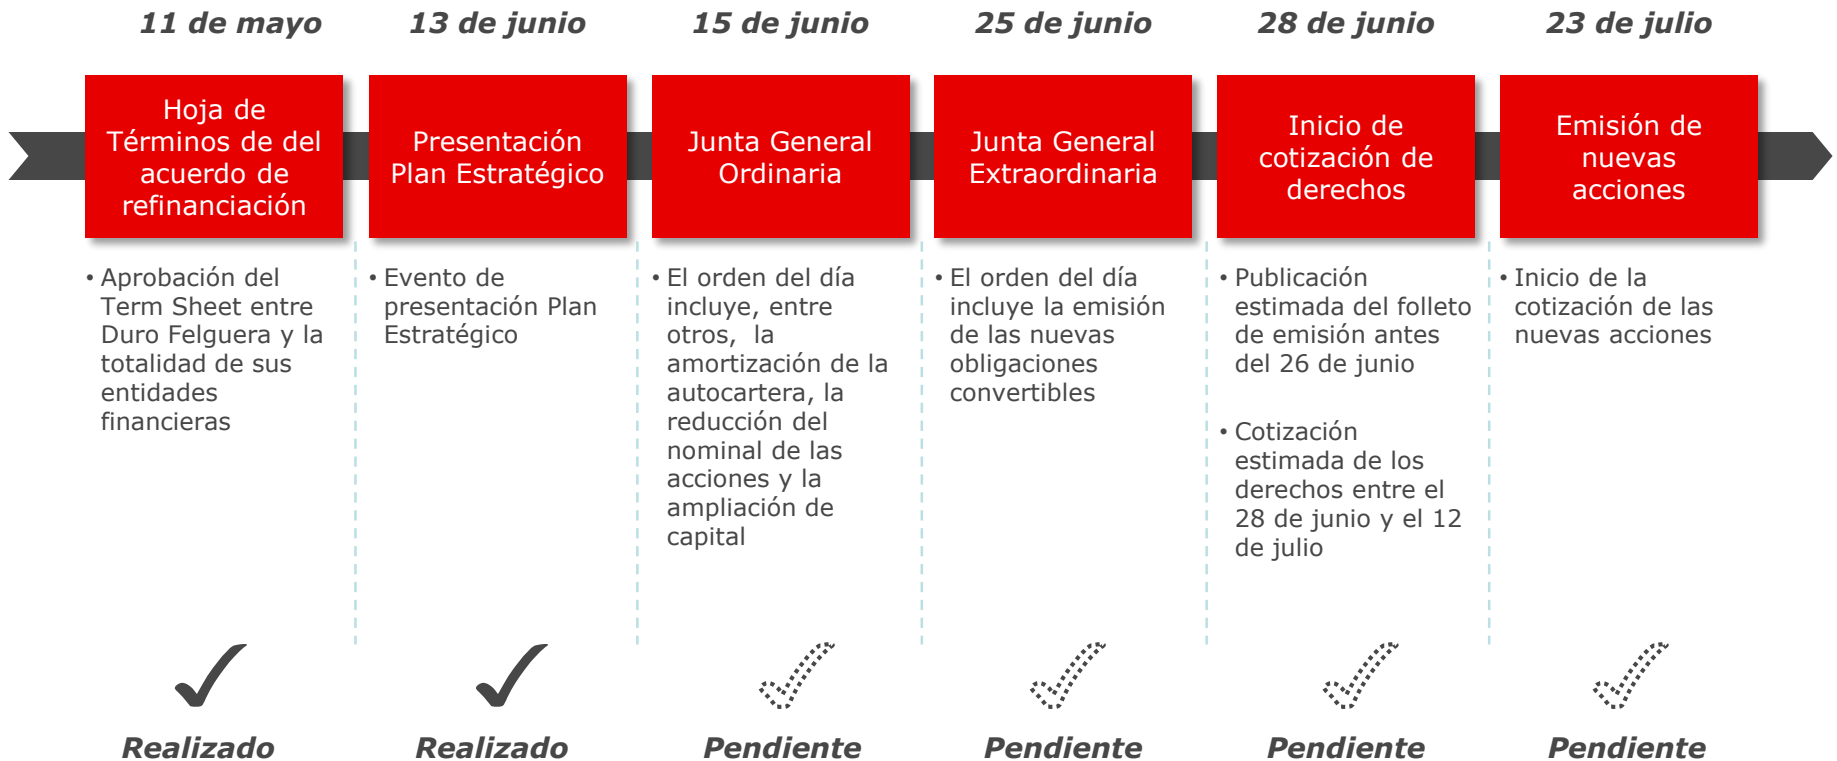 11 de mayo
13 de junio
15 de junio
25 de junio
28 de junio
23 de julio
Hoja de
Términos de del
acuerdo de
refinanciación
Presentación
Plan Estratégico
Junta General
Ordinaria
Junta General
Extraordinaria
Inicio de
cotización de
derechos
Emisión de
nuevas
acciones
• Aprobación del
Term Sheet entre
Duro Felguera y la
totalidad de sus
entidades
financieras
• Evento de
presentación Plan
Estratégico
• El orden del día
incluye, entre
otros, la
amortización de la
autocartera, la
reducción del
nominal de las
acciones y la
ampliación de
capital
• El orden del día
incluye la emisión
de las nuevas
obligaciones
convertibles
• Publicación
estimada del folleto
de emisión antes
del 26 de junio
• Cotización
estimada de los
derechos entre el
28 de junio y el 12
de julio
• Inicio de la
cotización de las
nuevas acciones
Realizado
Realizado
Pendiente
Pendiente
Pendiente
Pendiente